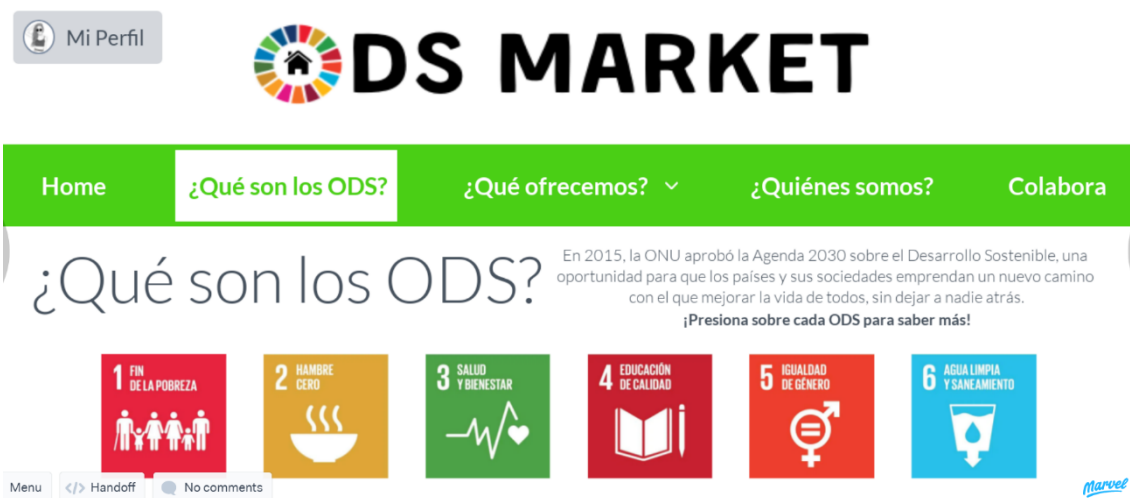 Mi Perfil
DS MARKET
Home
¿Qué son los ODS?
¿Qué ofrecemos?
¿Quiénes somos?
Colabora
¿Qué son los ODS?
En 2015, la ONU aprobó la Agenda 2030 sobre el Desarrollo Sostenible, una
oportunidad para que los países y sus sociedades emprendan un nuevo camino
con el que mejorar la vida de todos, sin dejar a nadie atrás.
¡Presiona sobre cada ODS para saber más!
1 FIN
DE LA POBREZA
2 HAMBRE
CERO
3 SALUD
Y BIENESTAR
4 EDUCACIÓN
DE CALIDAD
5 IGUALDAD
DE GÉNERO
6 AGUA LIMPIA
Y SANEAMIENTO
Menu
</> Handoff
No comments
Marvel